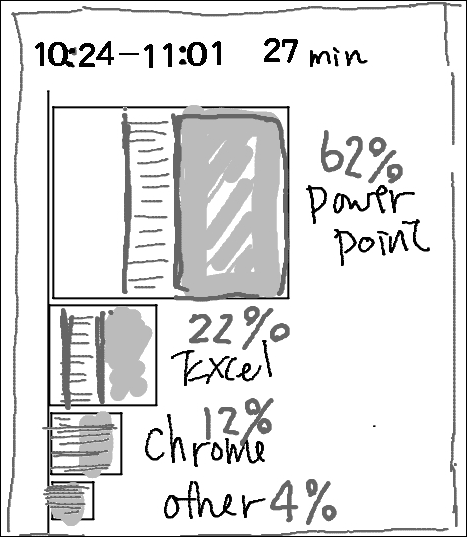 10:24-11:01 27 min
62%
Power
Point
22%
Excel
12%
Chrome
other 4%